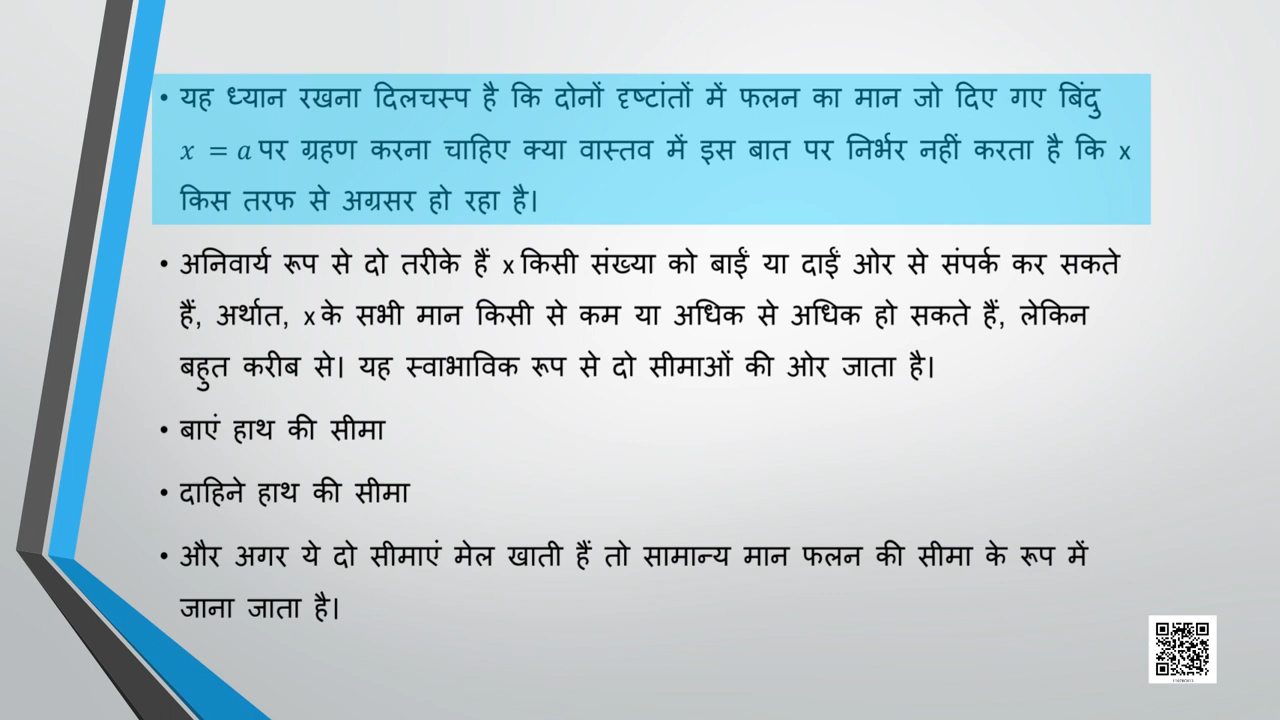 • यह ध्यान रखना दिलचस्प है कि दोनों दृष्टांतों में फलन का मान जो दिए गए बिंदु
x = a पर ग्रहण करना चाहिए क्या वास्तव में इस बात पर निर्भर नहीं करता है कि x
किस तरफ से अग्रसर हो रहा है।
• अनिवार्य रूप से दो तरीके हैं x किसी संख्या को बाईं या दाईं ओर से संपर्क कर सकते
हैं, अर्थात, x के सभी मान किसी से कम या अधिक से अधिक हो सकते हैं, लेकिन
बहुत करीब से। यह स्वाभाविक रूप से दो सीमाओं की ओर जाता है।
• बाएं हाथ की सीमा
• दाहिने हाथ की सीमा
• और अगर ये दो सीमाएं मेल खाती हैं तो सामान्य मान फलन की सीमा के रूप में
जाना जाता है।